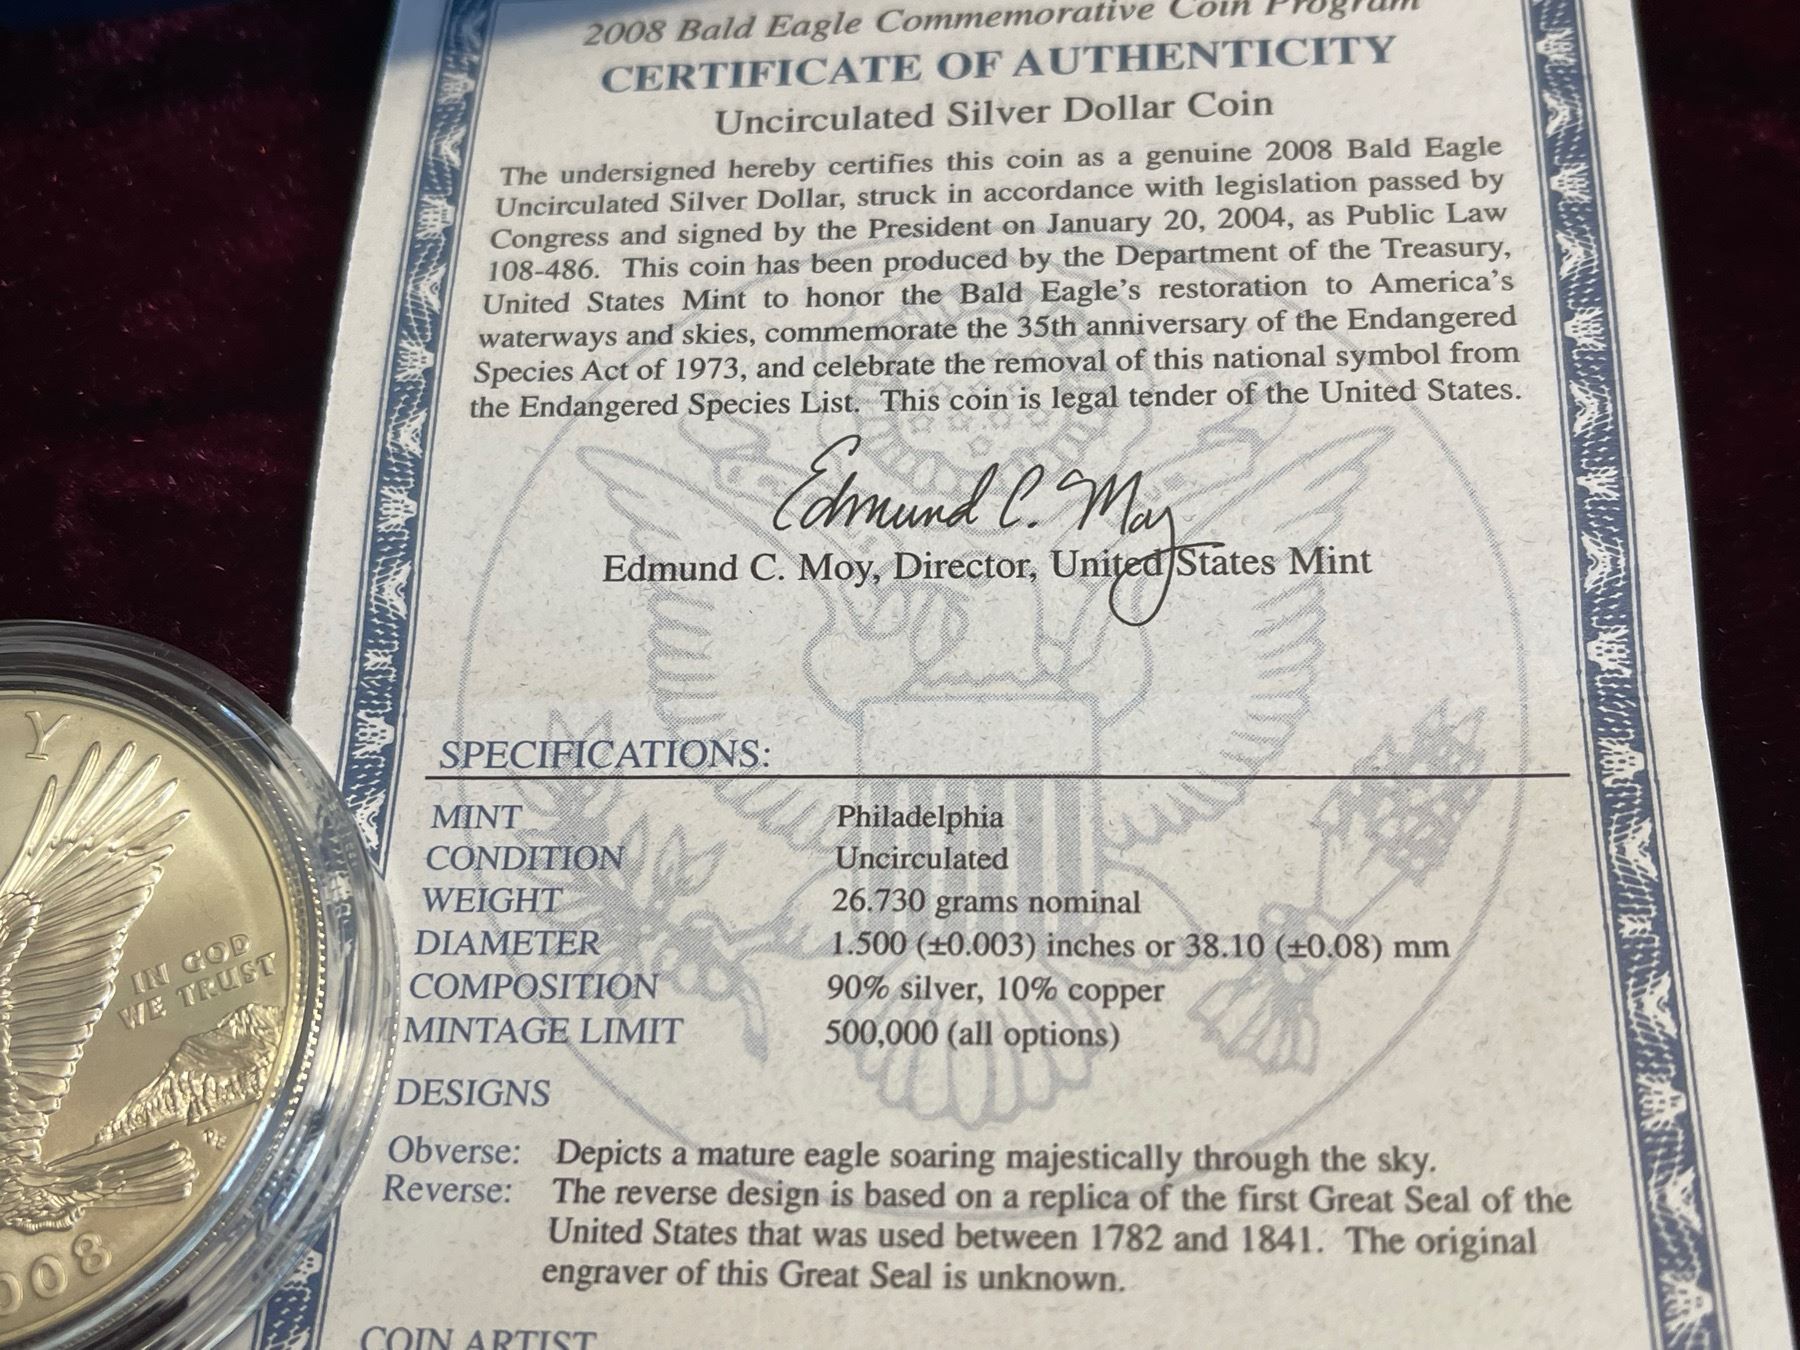 2008 Bald Eagle Commemorative Coin Program
CERTIFICATE OF AUTHENTICITY
Uncirculated Silver Dollar Coin
The undersigned hereby certifies this coin as a genuine 2008 Bald Eagle
Uncirculated Silver Dollar, struck in accordance with legislation passed by
Congress and signed by the President on January 20, 2004, as Public Law
108-486. This coin has been produced by the Department of the Treasury,
United States Mint to honor the Bald Eagle's restoration to America's
waterways and skies, commemorate the 35th anniversary of the Endangered
Species Act of 1973, and celebrate the removal of this national symbol from
the Endangered Species List. This coin is legal tender of the United States.
Edmund C. Moy
Edmund C. Moy, Director, United States Mint
SPECIFICATIONS:
MINT Philadelphia
CONDITION Uncirculated
WEIGHT 26.730 grams nominal
DIAMETER 1.500 (±0.003) inches or 38.10 (±0.08) mm
COMPOSITION 90% silver, 10% copper
MINTAGE LIMIT 500,000 (all options)
DESIGNS
Obverse: Depicts a mature eagle soaring majestically through the sky.
Reverse: The reverse design is based on a replica of the first Great Seal of the
United States that was used between 1782 and 1841. The original
engraver of this Great Seal is unknown.
COIN ARTIST
Y
IN GOD
WE TRUST
008